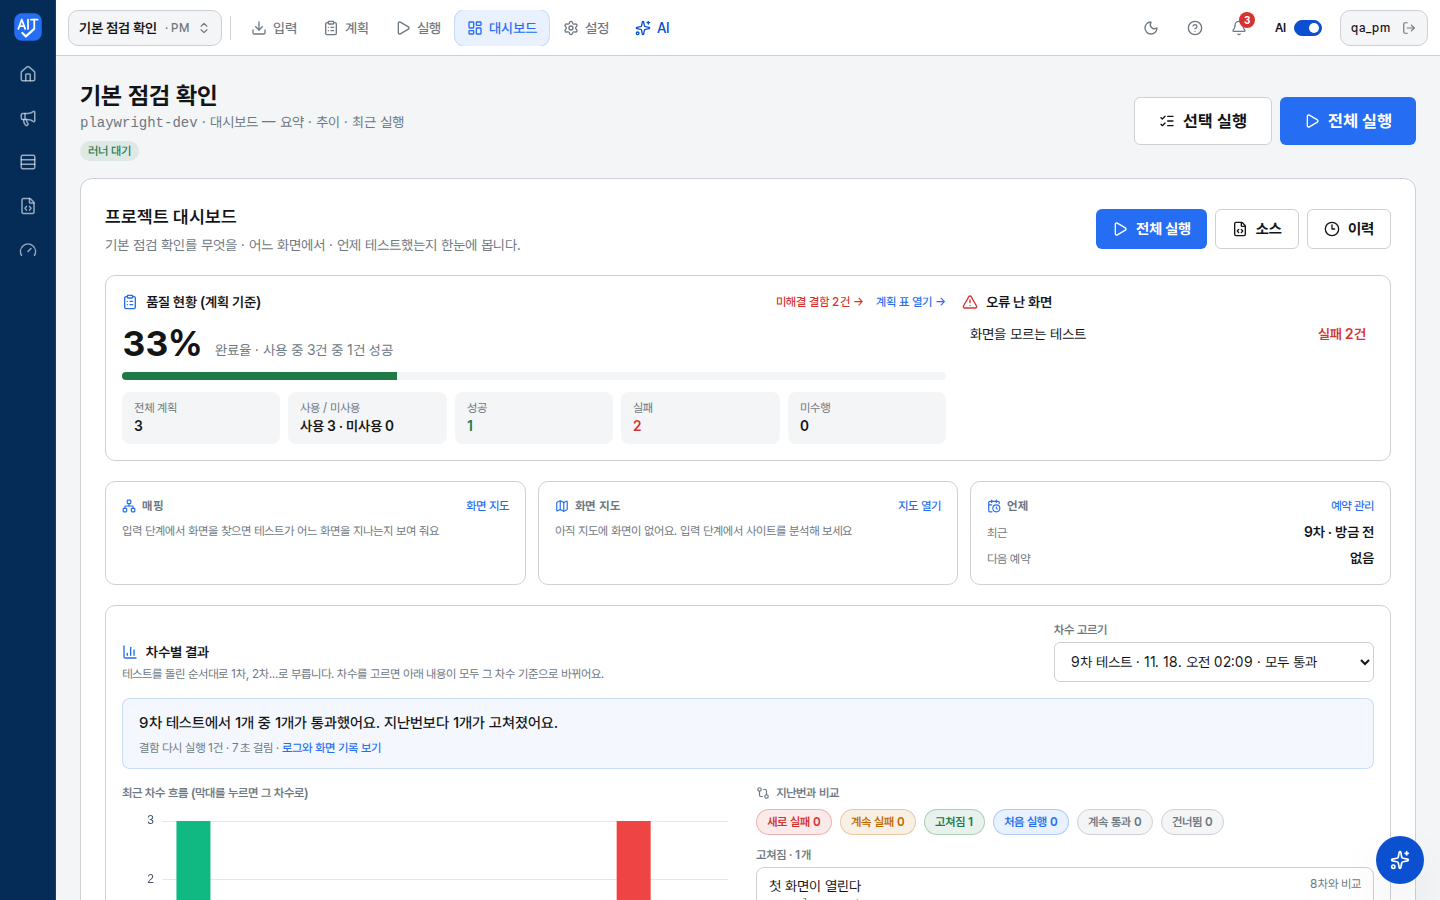 AIT
기본 점검 확인 · PM
입력
계획
실행
대시보드
설정
AI
3
AI
qa_pm
기본 점검 확인
playwright-dev · 대시보드 — 요약 · 추이 · 최근 실행
러너 대기
선택 실행
전체 실행
프로젝트 대시보드
기본 점검 확인를 무엇을 · 어느 화면에서 · 언제 테스트했는지 한눈에 봅니다.
전체 실행
소스
이력
품질 현황 (계획 기준)
미해결 결함 2건 →
계획 표 열기 →
33%
완료율 · 사용 중 3건 중 1건 성공
전체 계획
3
사용 / 미사용
사용 3 · 미사용 0
성공
1
실패
2
미수행
0
오류 난 화면
화면을 모르는 테스트
실패 2건
매핑
화면 지도
입력 단계에서 화면을 찾으면 테스트가 어느 화면을 지나는지 보여 줘요
화면 지도
지도 열기
아직 지도에 화면이 없어요. 입력 단계에서 사이트를 분석해 보세요
언제
예약 관리
최근
9차 · 방금 전
다음 예약
없음
차수별 결과
테스트를 돌린 순서대로 1차, 2차…로 부릅니다. 차수를 고르면 아래 내용이 모두 그 차수 기준으로 바뀌어요.
차수 고르기
9차 테스트 · 11. 18. 오전 02:09 · 모두 통과
9차 테스트에서 1개 중 1개가 통과했어요. 지난번보다 1개가 고쳐졌어요.
결함 다시 실행 1건 · 7초 걸림 · 로그와 화면 기록 보기
최근 차수 흐름 (막대를 누르면 그 차수로)
3
2
지난번과 비교
새로 실패 0
계속 실패 0
고쳐짐 1
처음 실행 0
계속 통과 0
건너뜀 0
고쳐짐 · 1개
첫 화면이 열린다
8차와 비교